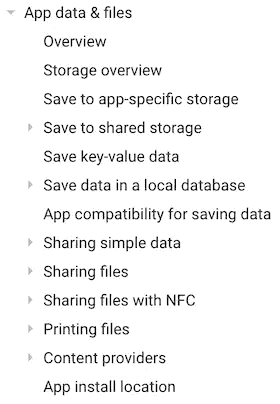 App data & files
Overview
Storage overview
Save to app-specific storage
Save to shared storage
Save key-value data
Save data in a local database
App compatibility for saving data
Sharing simple data
Sharing files
Sharing files with NFC
Printing files
Content providers
App install location